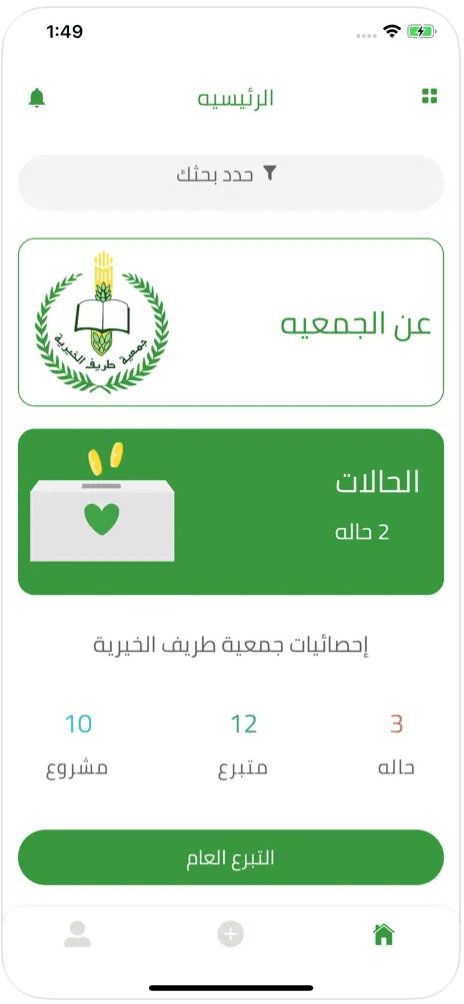 1:49
الرئيسيه
حدد بحثك
عن الجمعيه
جمعية طريف الخيرية
الحالات
2 حاله
إحصائيات جمعية طريف الخيرية
3
12
10
حاله
متبرع
مشروع
التبرع العام